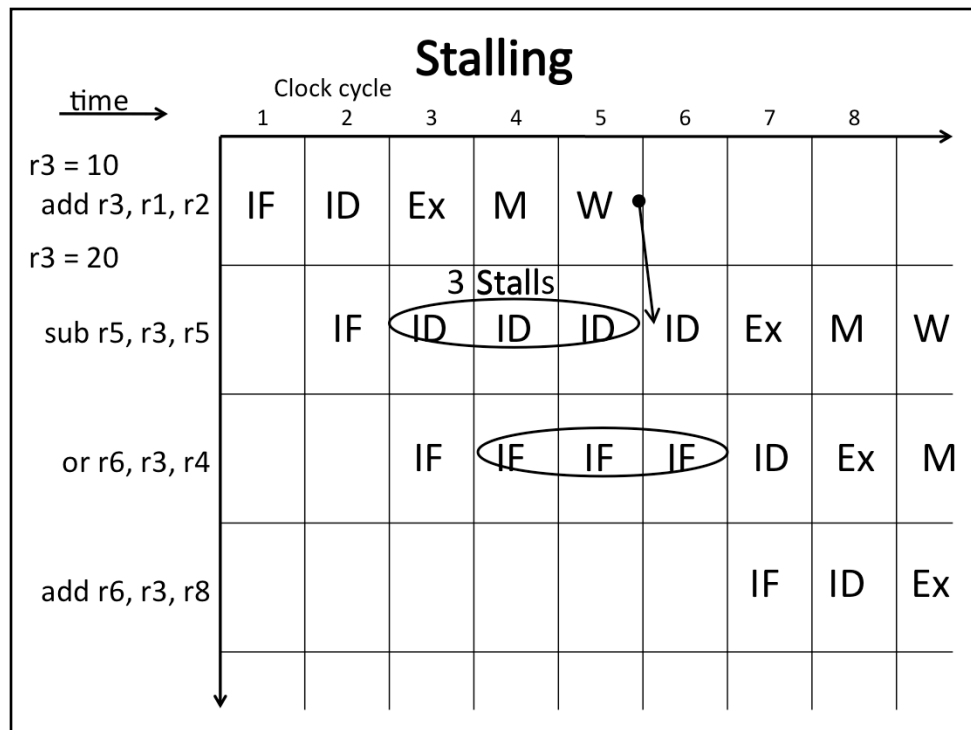 Stalling
Clock cycle
time
1 2 3 4 5 6 7 8
r3 = 10
add r3, r1, r2 IF ID Ex M W
r3 = 20
3 Stalls
sub r5, r3, r5 IF ID ID ID ID Ex M W
or r6, r3, r4 IF IF IF IF ID Ex M
add r6, r3, r8 IF ID Ex